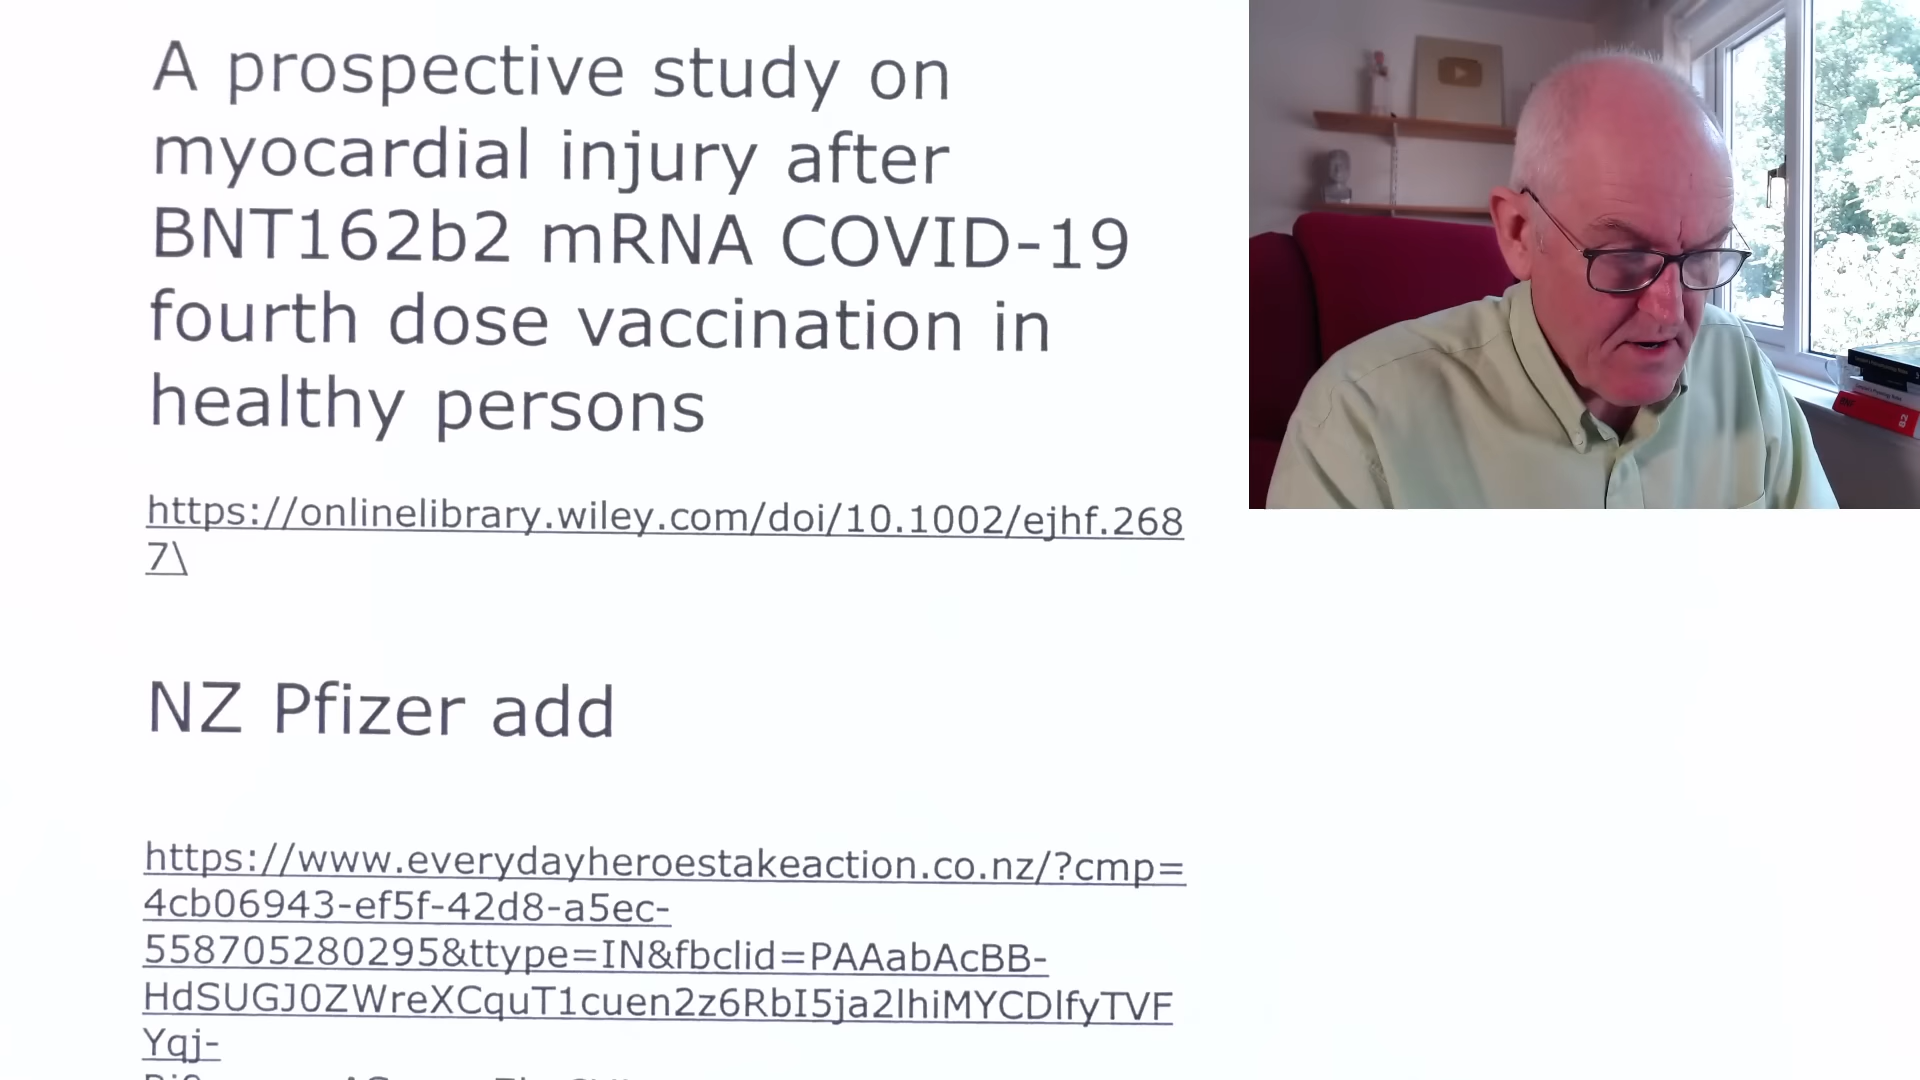 A prospective study on
myocardial injury after
BNT162b2 mRNA COVID-19
fourth dose vaccination in
healthy persons
https://onlinelibrary.wiley.com/doi/10.1002/ejhf.268
7\
NZ Pfizer add
https://www.everydayheroestakeaction.co.nz/?cmp=
4cb06943-ef5f-42d8-a5ec-
558705280295&ttype=IN&fbclid=PAAabAcBB-
HdSUGJ0ZWreXCquT1cuen2z6RbI5ja2lhiMYCDlfyTVF
Yqj-